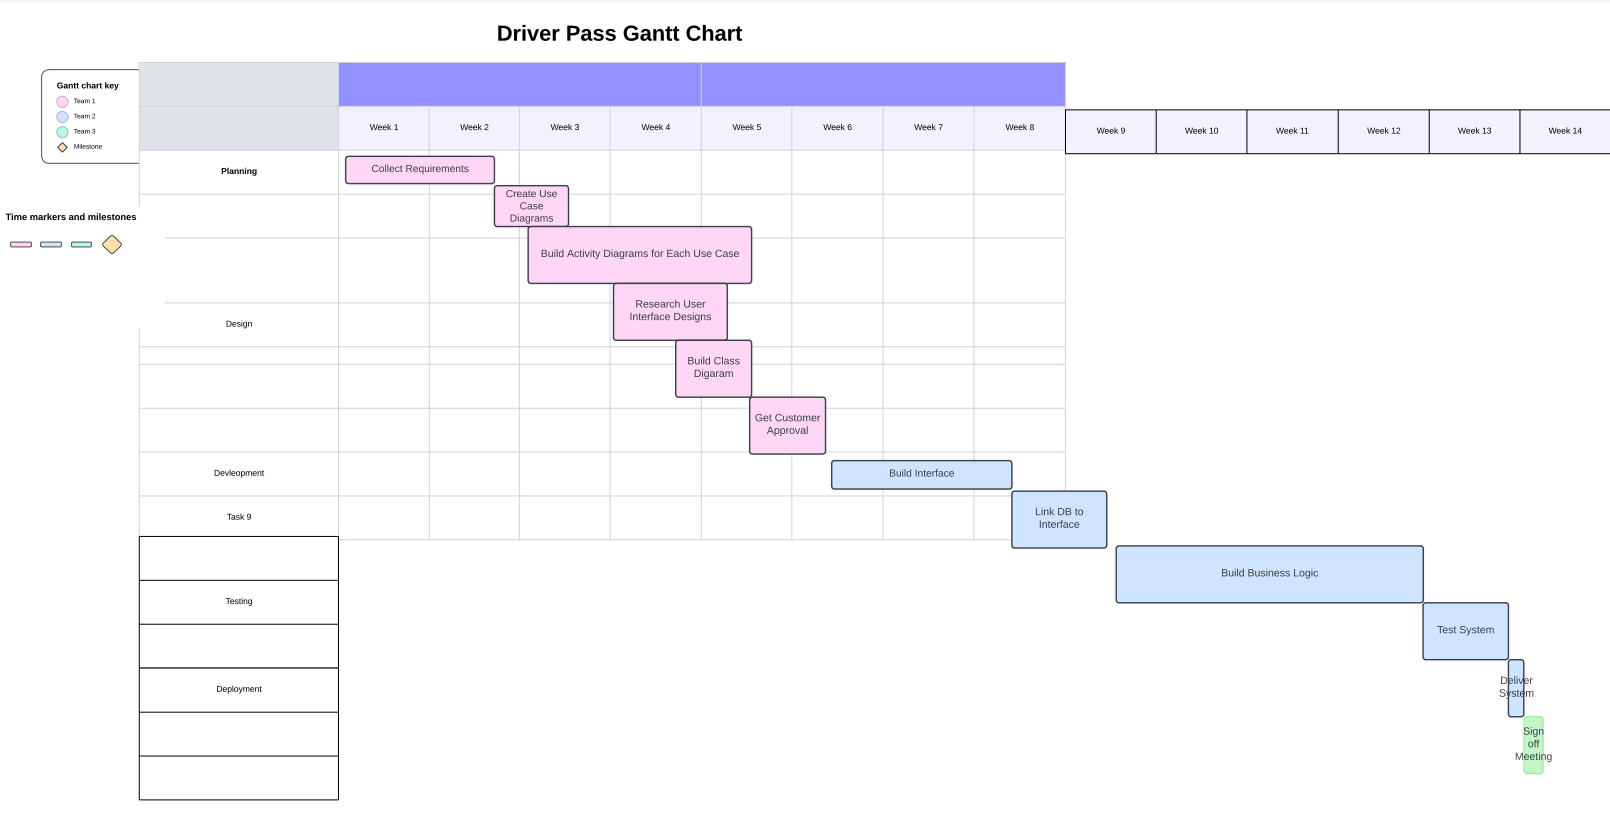 Driver Pass Gantt Chart
Gantt chart key
Team 1
Team 2
Team 3
Milestone
Week 1
Week 2
Week 3
Week 4
Week 5
Week 6
Week 7
Week 8
Week 9
Week 10
Week 11
Week 12
Week 13
Week 14
Planning
Collect Requirements
Create Use
Case
Diagrams
Time markers and milestones
Build Activity Diagrams for Each Use Case
Design
Research User
Interface Designs
Build Class
Digaram
Get Customer
Approval
Devleopment
Build Interface
Task 9
Link DB to
Interface
Build Business Logic
Testing
Test System
Deployment
Deliver
System
Sign
off
Meeting